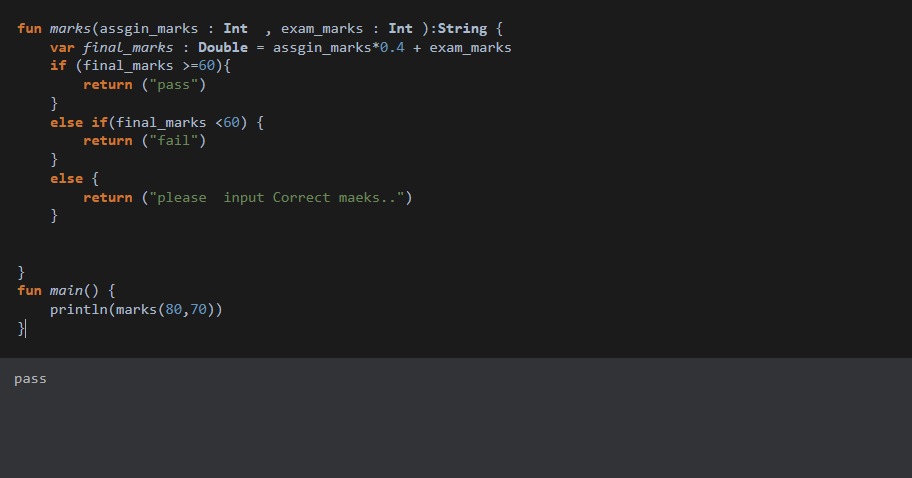 fun marks(assgin_marks : Int  , exam_marks : Int ):String {
    var final_marks : Double = assgin_marks*0.4 + exam_marks
    if (final_marks >=60){
        return ("pass")
    }
    else if(final_marks <60) {
        return ("fail")
    }
    else {
        return ("please  input Correct maeks..")
    }
}
fun main() {
    println(marks(80,70))
}
pass